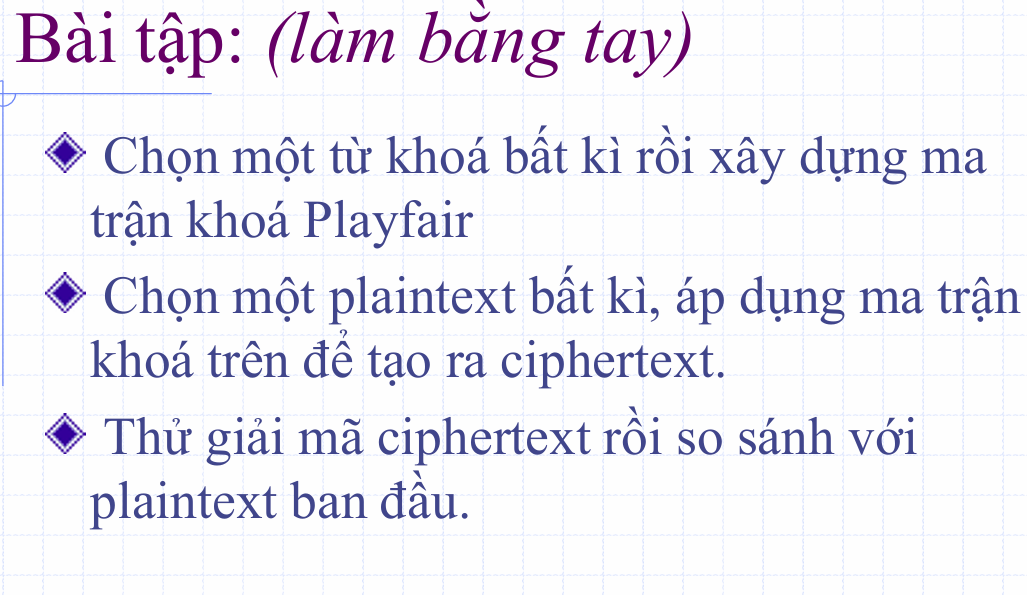 Bài tập: (làm bằng tay)
Chọn một từ khoá bất kì rồi xây dựng ma
trận khoá Playfair
Chọn một plaintext bất kì, áp dụng ma trận
khoá trên để tạo ra ciphertext.
Thử giải mã ciphertext rồi so sánh với
plaintext ban đầu.